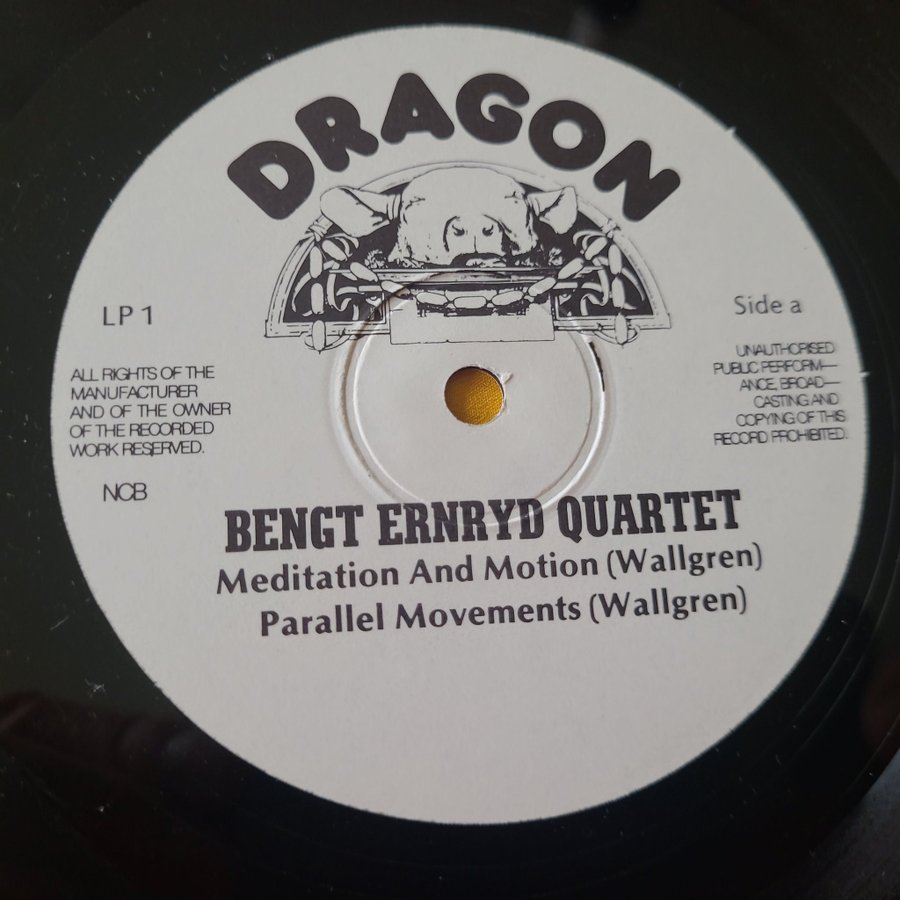 DRAGON
LP 1
Side a
ALL RIGHTS OF THE
MANUFACTURER
AND OF THE OWNER
OF THE RECORDED
WORK RESERVED.
NCB
UNAUTHORISED
PUBLIC PERFORM—
ANCE, BROAD—
CASTING AND
COPYING OF THIS
RECORD PROHIBITED.
BENGT ERNRYD QUARTET
Meditation And Motion (Wallgren)
Parallel Movements (Wallgren)